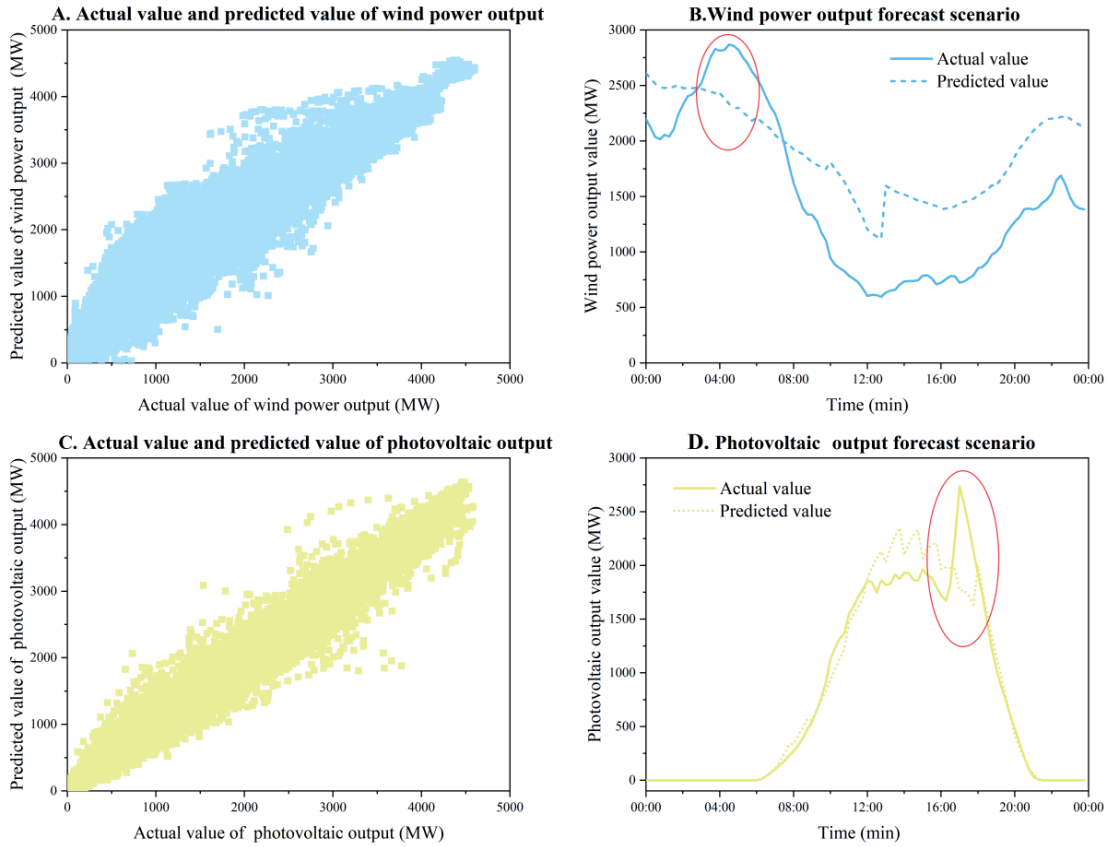 A. Actual value and predicted value of wind power output
Predicted value of wind power output (MW)
5000
4000
3000
2000
1000
0
0 1000 2000 3000 4000 5000
Actual value of wind power output (MW)
B.Wind power output forecast scenario
Actual value
Predicted value
Wind power output value (MW)
3000
2500
2000
1500
1000
500
0
00:00 04:00 08:00 12:00 16:00 20:00 00:00
Time (min)
C. Actual value and predicted value of photovoltaic output
Predicted value of photovoltaic output (MW)
5000
4000
3000
2000
1000
0
0 1000 2000 3000 4000 5000
Actual value of photovoltaic output (MW)
D. Photovoltaic output forecast scenario
Actual value
Predicted value
Photovoltaic output value (MW)
3000
2500
2000
1500
1000
500
0
00:00 04:00 08:00 12:00 16:00 20:00 00:00
Time (min)